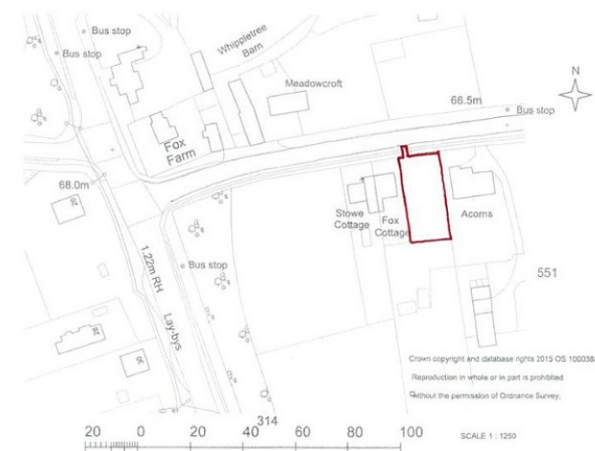 Bus stop
Bus stop
Whippletree
Barn
Meadowcroft
66.5m
Bus stop
N
Fox
Farm
68.0m
Stowe
Cottage
Fox
Cottage
Acorns
Bus stop
1.22m RH
Lay-bys
551
Crown copyright and database rights 2015 OS 100038
Reproduction in whole or in part is prohibited
without the permission of Ordnance Survey.
314
20 0 20 40 60 80 100
SCALE 1 : 1250